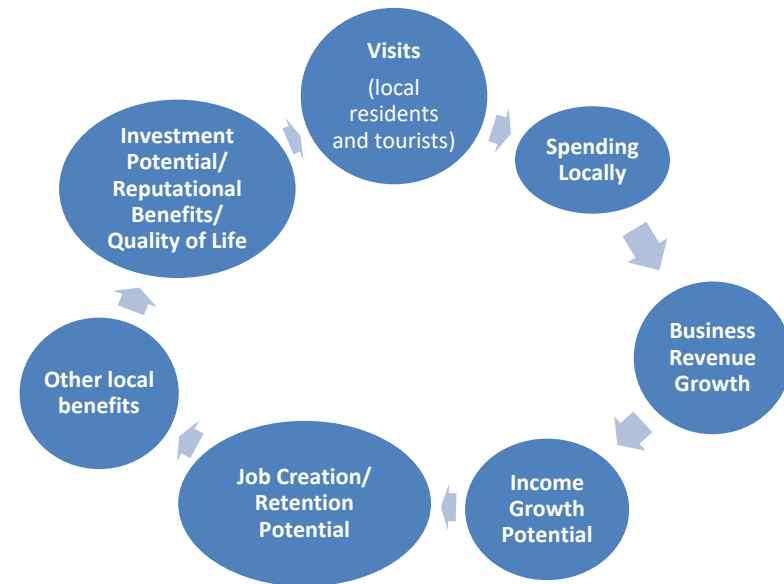 Visits
(local
residents
and tourists)
Spending
Locally
Business
Revenue
Growth
Income
Growth
Potential
Job Creation/
Retention
Potential
Other local
benefits
Investment
Potential/
Reputational
Benefits/
Quality of Life